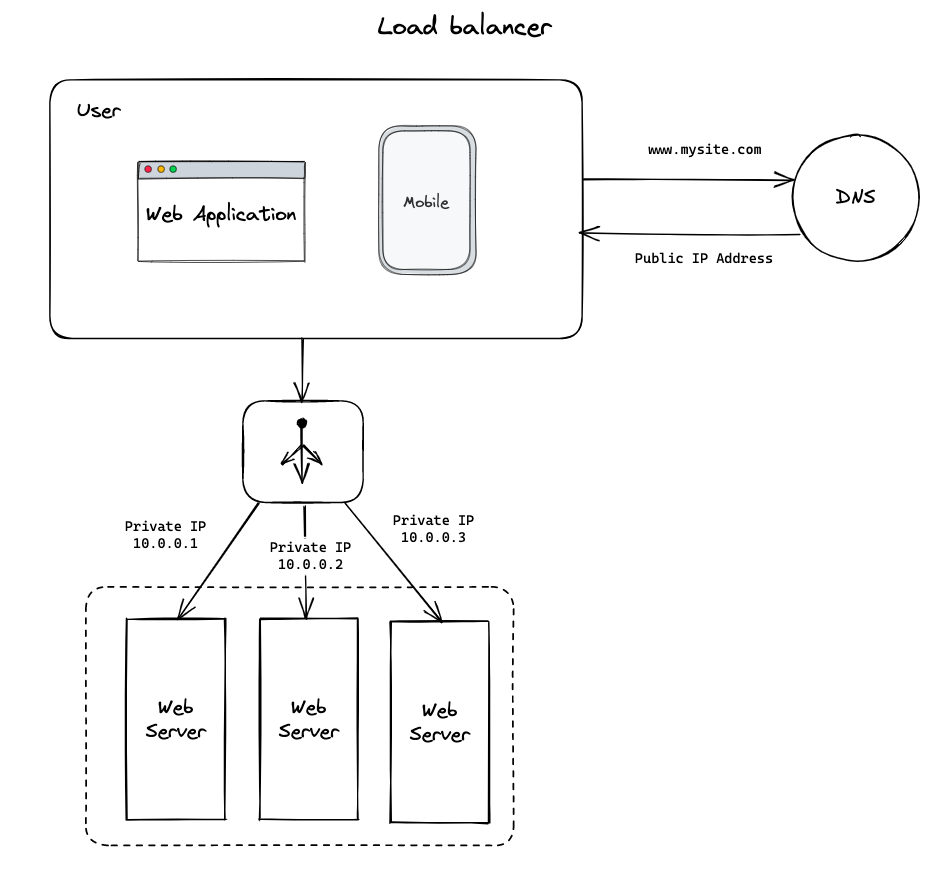 Load balancer
User
Web Application
Mobile
www.mysite.com
DNS
Public IP Address
Private IP
10.0.0.1
Private IP
10.0.0.2
Private IP
10.0.0.3
Web
Server
Web
Server
Web
Server